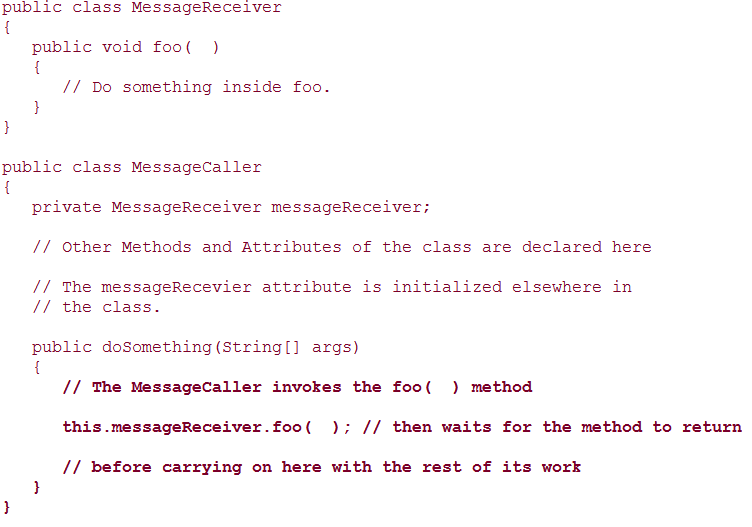 public class MessageReceiver
{
   public void foo(  )
   {
      // Do something inside foo.
   }
}

public class MessageCaller
{
   private MessageReceiver messageReceiver;

   // Other Methods and Attributes of the class are declared here

   // The messageRecevier attribute is initialized elsewhere in
   // the class.

   public doSomething(String[] args)
   {
      // The MessageCaller invokes the foo(  ) method

      this.messageReceiver.foo(  ); // then waits for the method to return

      // before carrying on here with the rest of its work
   }
}